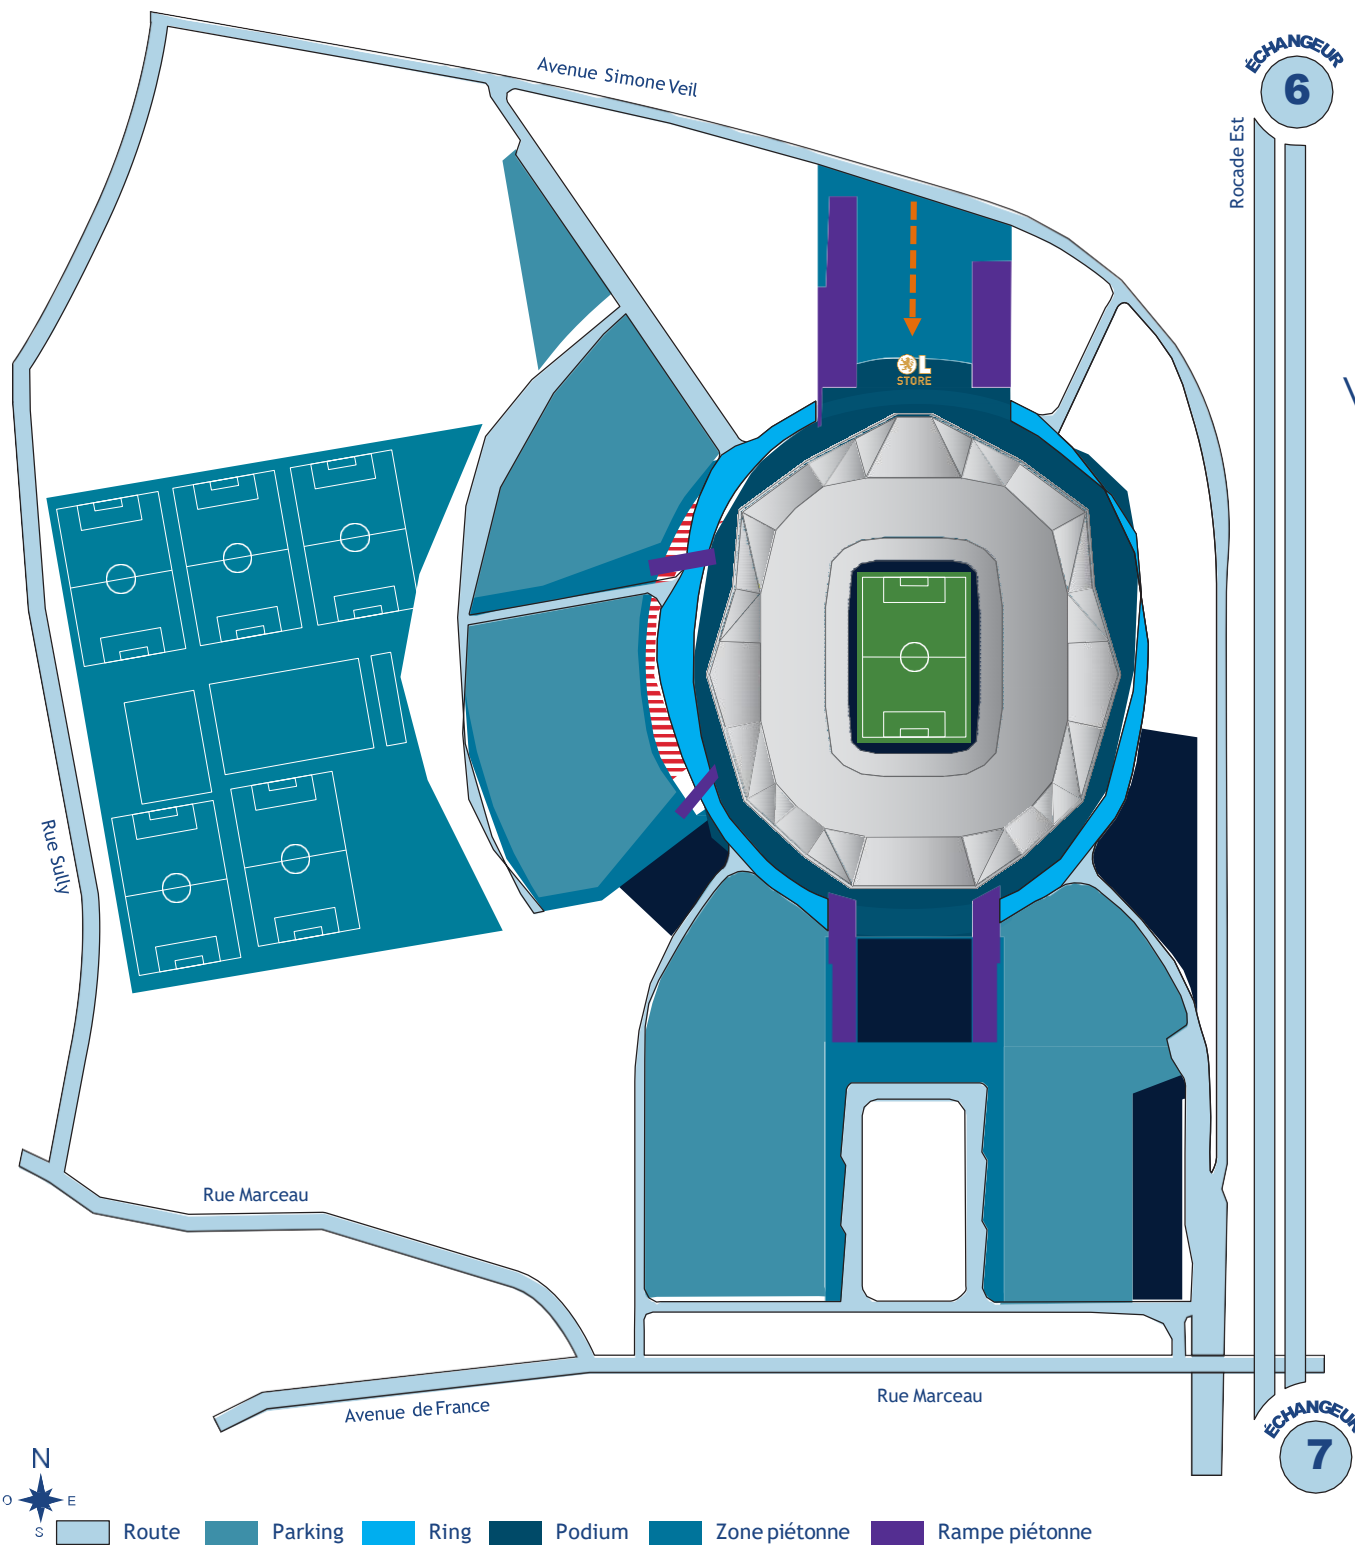 Avenue Simone Veil
ÉCHANGEUR
6
Rocade Est
OL
STORE
Rue Sully
Rue Marceau
Rue Marceau
Avenue de France
ÉCHANGEUR
7
N
O E
S
Route Parking Ring Podium Zone piétonne Rampe piétonne